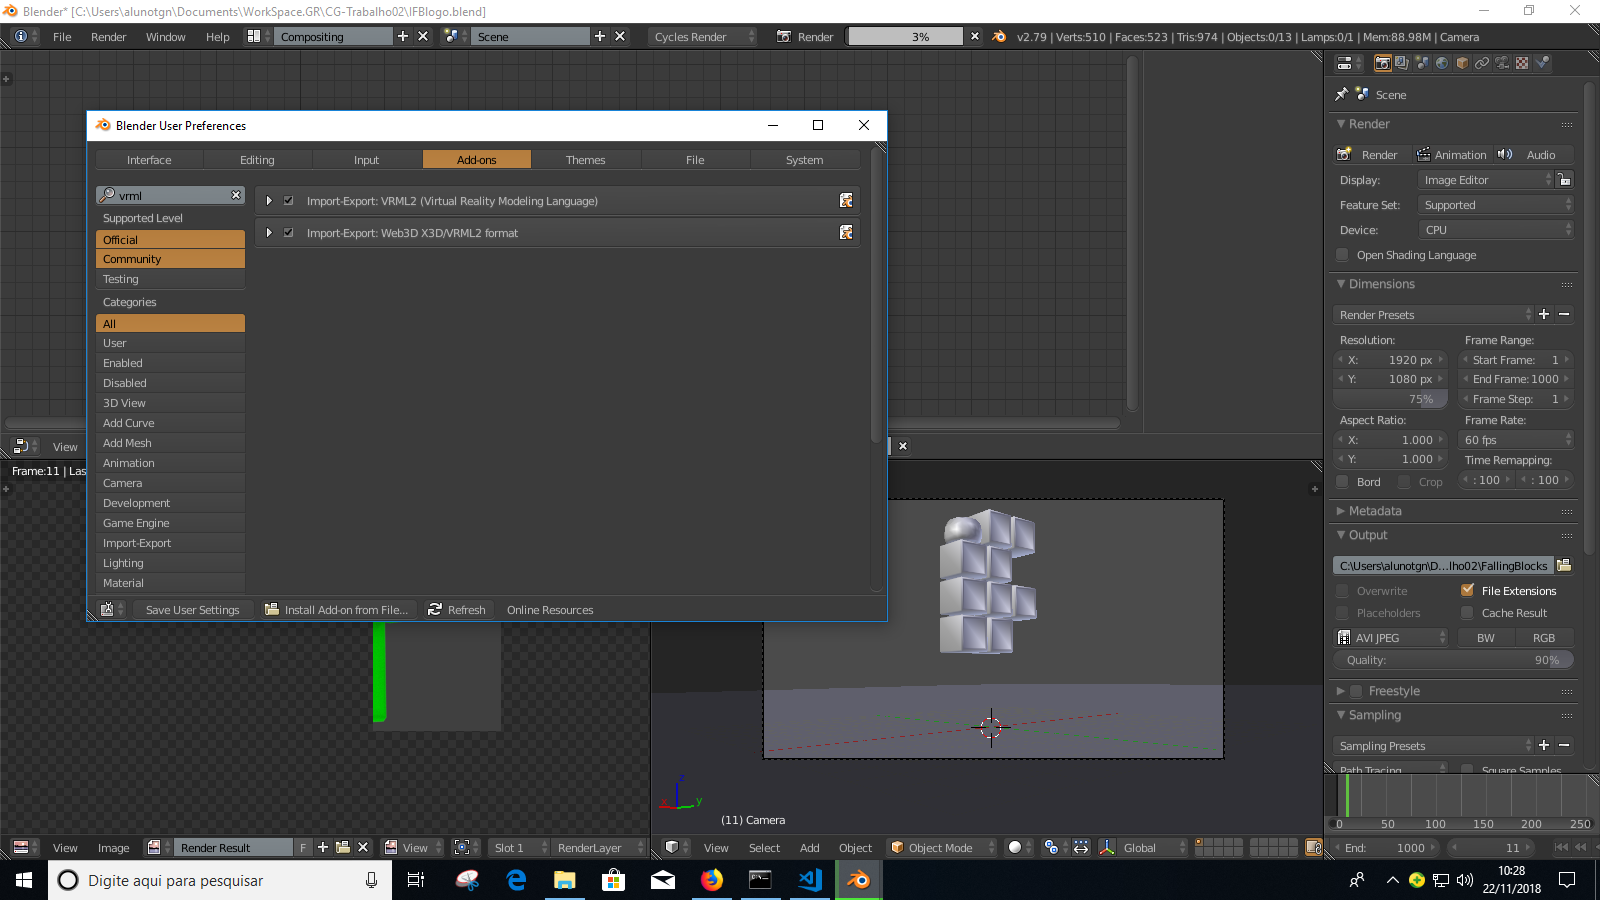 Blender* [C:\Users\alunotgn\Documents\WorkSpace.GR\CG-Trabalho02\IFBlogo.blend]
File Render Window Help Compositing Scene Cycles Render Render 3% v2.79 | Verts:510 | Faces:523 | Tris:974 | Objects:0/13 | Lamps:0/1 | Mem:88.98M | Camera
Blender User Preferences
Interface Editing Input Add-ons Themes File System
vrml
Supported Level
Official
Community
Testing
Categories
All
User
Enabled
Disabled
3D View
Add Curve
Add Mesh
Animation
Camera
Development
Game Engine
Import-Export
Lighting
Material
Import-Export: VRML2 (Virtual Reality Modeling Language)
Import-Export: Web3D X3D/VRML2 format
Save User Settings Install Add-on from File... Refresh Online Resources
View
Frame:11 | Las
Scene
Render
Render Animation Audio
Display: Image Editor
Feature Set: Supported
Device: CPU
Open Shading Language
Dimensions
Render Presets
Resolution: Frame Range:
X: 1920 px Start Frame: 1
Y: 1080 px End Frame: 1000
75% Frame Step: 1
Aspect Ratio: Frame Rate:
X: 1.000 60 fps
Y: 1.000 Time Remapping:
Bord Crop : 100 : 100
Metadata
Output
C:\Users\alunotgn\D...lho02\FallingBlocks
Overwrite File Extensions
Placeholders Cache Result
AVI JPEG BW RGB
Quality: 90%
Freestyle
Sampling
Sampling Presets
Path Tracing Square Samples
z
x y
(11) Camera
0 50 100 150 200 250
View Image Render Result F View Slot 1 RenderLayer
View Select Add Object Object Mode Global
End: 1000 11
Digite aqui para pesquisar
10:28
22/11/2018